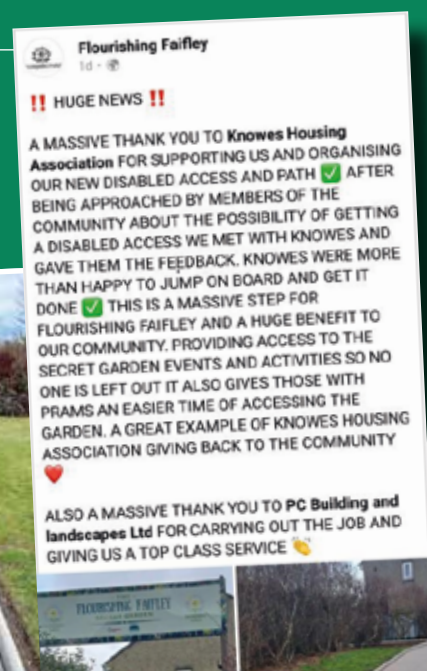 Flourishing Faifley
1d ·
‼️ HUGE NEWS ‼️
A MASSIVE THANK YOU TO Knowes Housing
Association FOR SUPPORTING US AND ORGANISING
OUR NEW DISABLED ACCESS AND PATH ✅ AFTER
BEING APPROACHED BY MEMBERS OF THE
COMMUNITY ABOUT THE POSSIBILITY OF GETTING
A DISABLED ACCESS WE MET WITH KNOWES AND
GAVE THEM THE FEEDBACK. KNOWES WERE MORE
THAN HAPPY TO JUMP ON BOARD AND GET IT
DONE ✅ THIS IS A MASSIVE STEP FOR
FLOURISHING FAIFLEY AND A HUGE BENEFIT TO
OUR COMMUNITY. PROVIDING ACCESS TO THE
SECRET GARDEN EVENTS AND ACTIVITIES SO NO
ONE IS LEFT OUT IT ALSO GIVES THOSE WITH
PRAMS AN EASIER TIME OF ACCESSING THE
GARDEN. A GREAT EXAMPLE OF KNOWES HOUSING
ASSOCIATION GIVING BACK TO THE COMMUNITY
❤️
ALSO A MASSIVE THANK YOU TO PC Building and
landscapes Ltd FOR CARRYING OUT THE JOB AND
GIVING US A TOP CLASS SERVICE 👏
FLOURISHING FAIFLEY